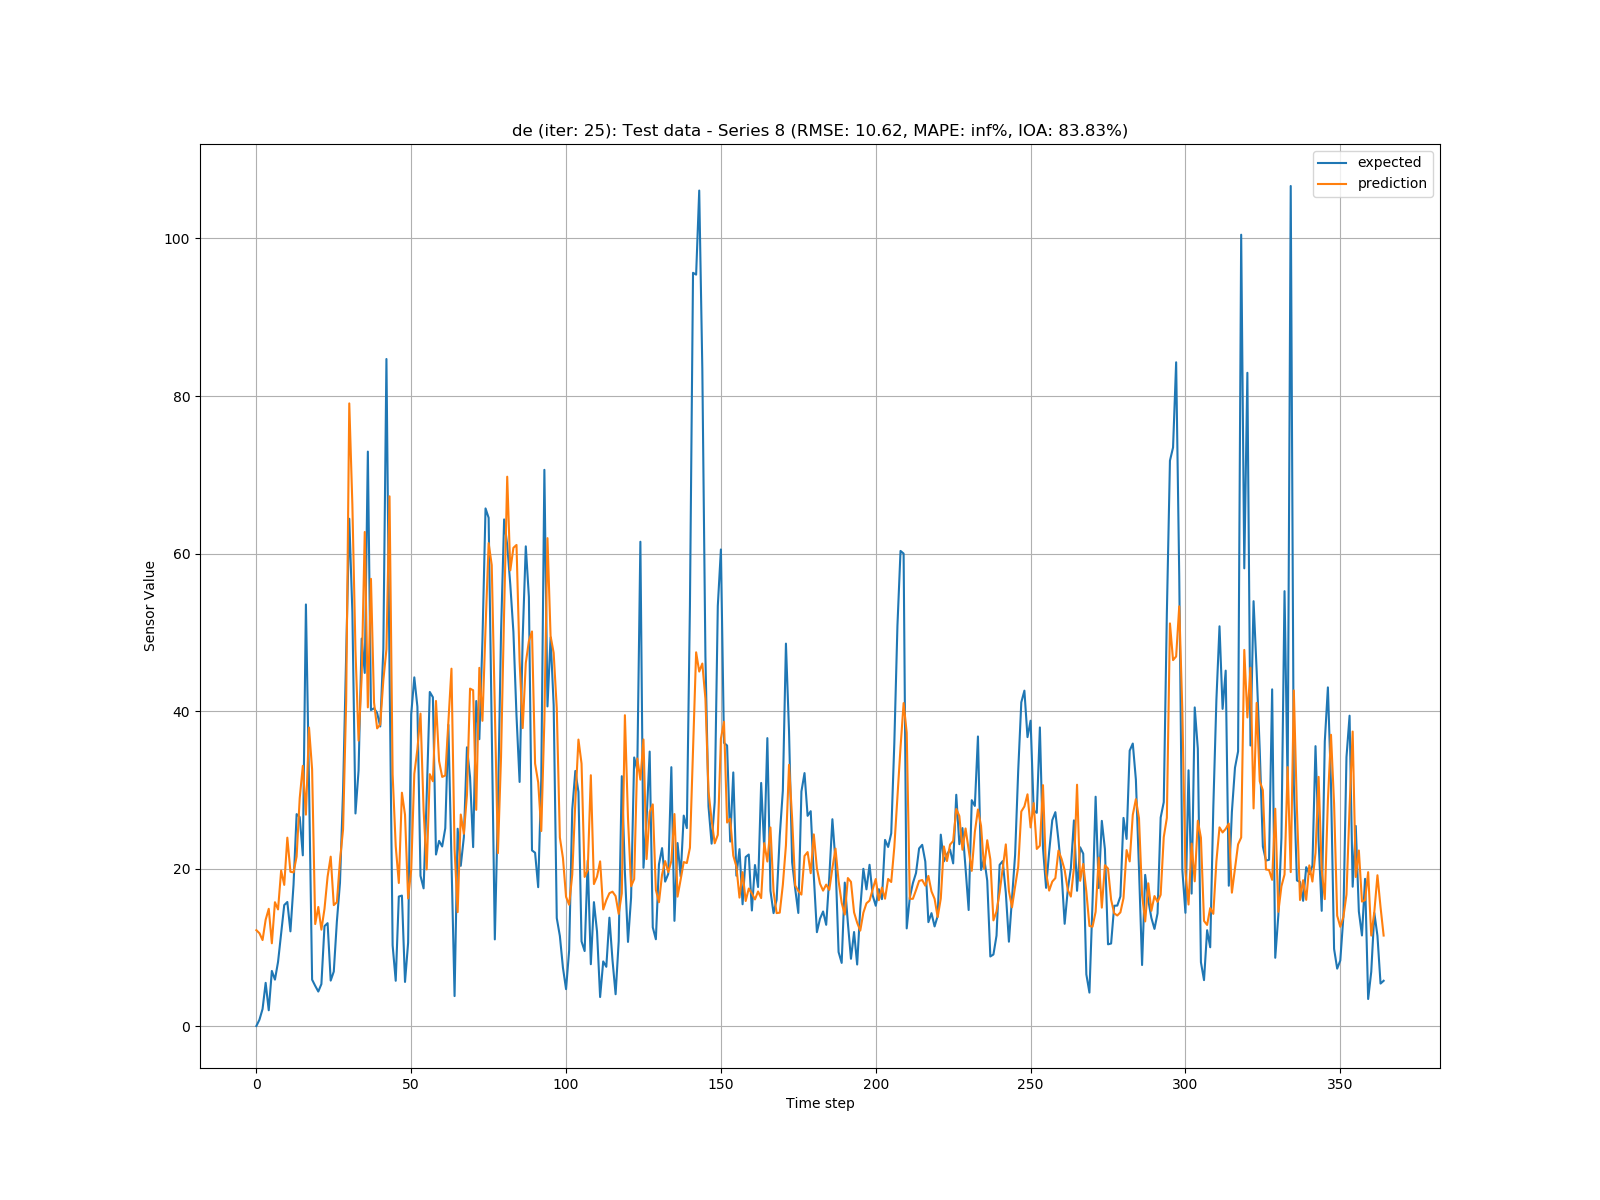 de (iter: 25): Test data - Series 8 (RMSE: 10.62, MAPE: inf%, IOA: 83.83%)
expected
prediction
100
80
60
40
20
0
Sensor Value
0 50 100 150 200 250 300 350
Time step